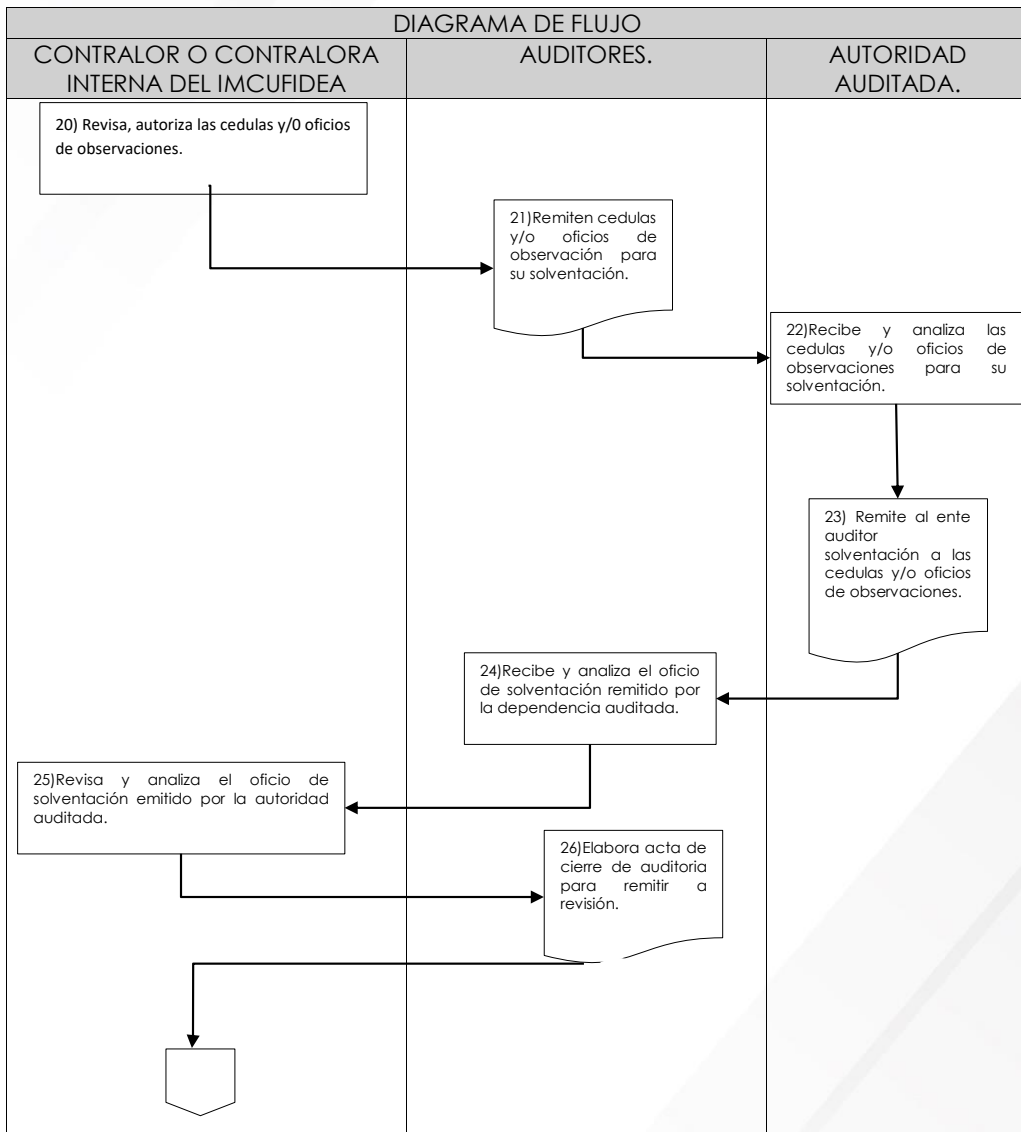 DIAGRAMA DE FLUJO
CONTRALOR O CONTRALORA
INTERNA DEL IMCUFIDEA
AUDITORES.
AUTORIDAD
AUDITADA.
20) Revisa, autoriza las cedulas y/0 oficios
de observaciones.
21)Remiten cedulas
y/o oficios de
observación para
su solventación.
22)Recibe y analiza las
cedulas y/o oficios de
observaciones para su
solventación.
23) Remite al ente
auditor
solventación a las
cedulas y/o oficios
de observaciones.
24)Recibe y analiza el oficio
de solventación remitido por
la dependencia auditada.
25)Revisa y analiza el oficio de
solventación emitido por la autoridad
auditada.
26)Elabora acta de
cierre de auditoria
para remitir a
revisión.